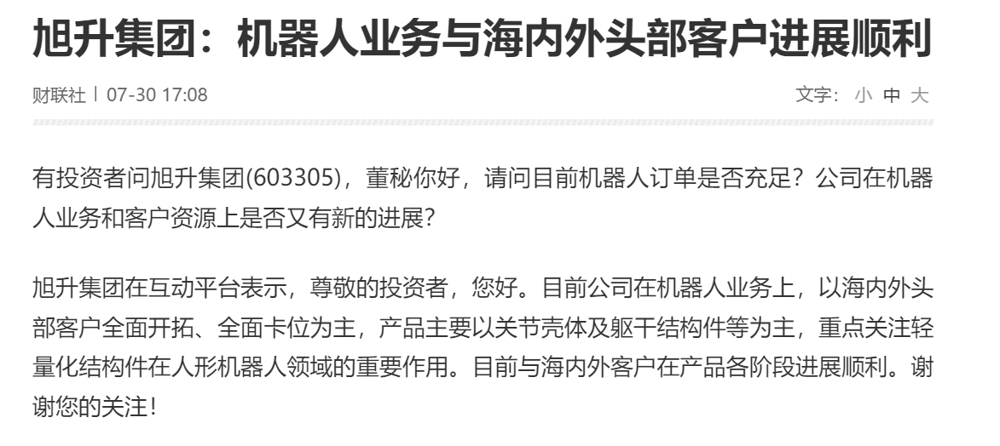 旭升集团：机器人业务与海内外头部客户进展顺利
财联社 | 07-30 17:08 文字： 小 中 大
有投资者问旭升集团(603305)，董秘你好，请问目前机器人订单是否充足？公司在机器
人业务和客户资源上是否又有新的进展？
旭升集团在互动平台表示，尊敬的投资者，您好。目前公司在机器人业务上，以海内外头
部客户全面开拓、全面卡位为主，产品主要以关节壳体及躯干结构件等为主，重点关注轻
量化结构件在人形机器人领域的重要作用。目前与海内外客户在产品各阶段进展顺利。谢
谢您的关注！